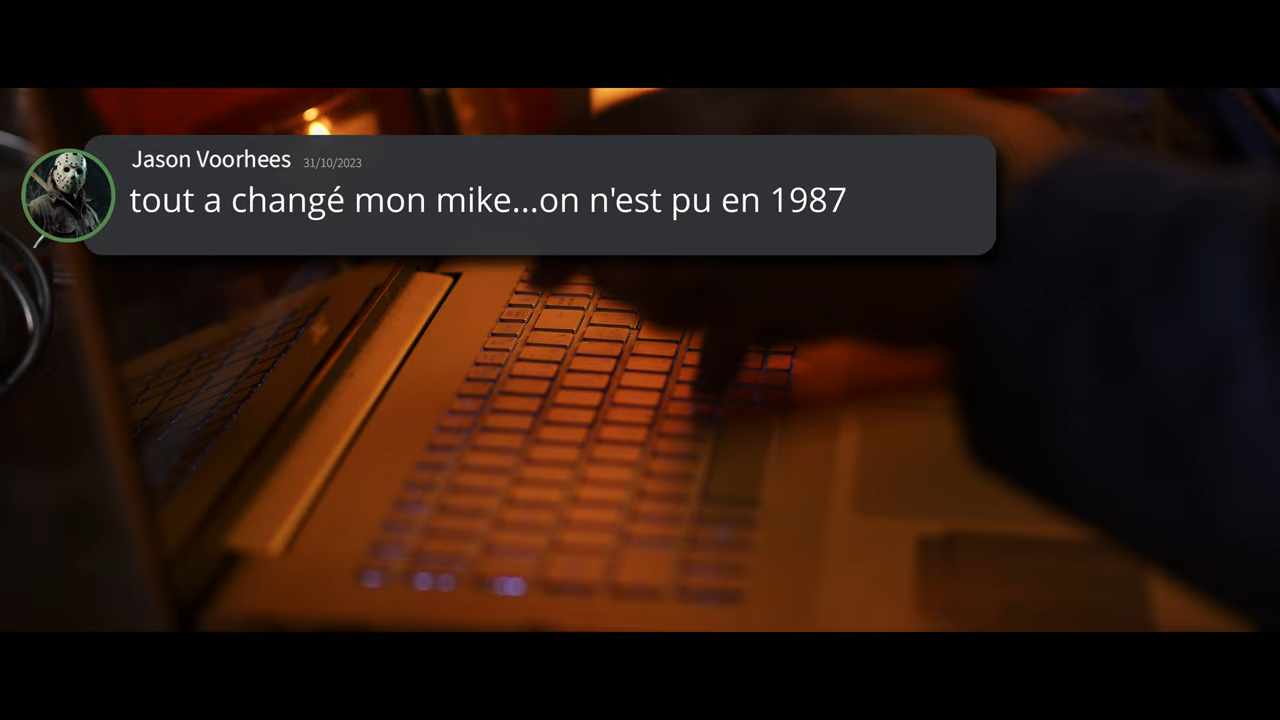 Jason Voorhees 31/10/2023
tout a changé mon mike...on n'est pu en 1987